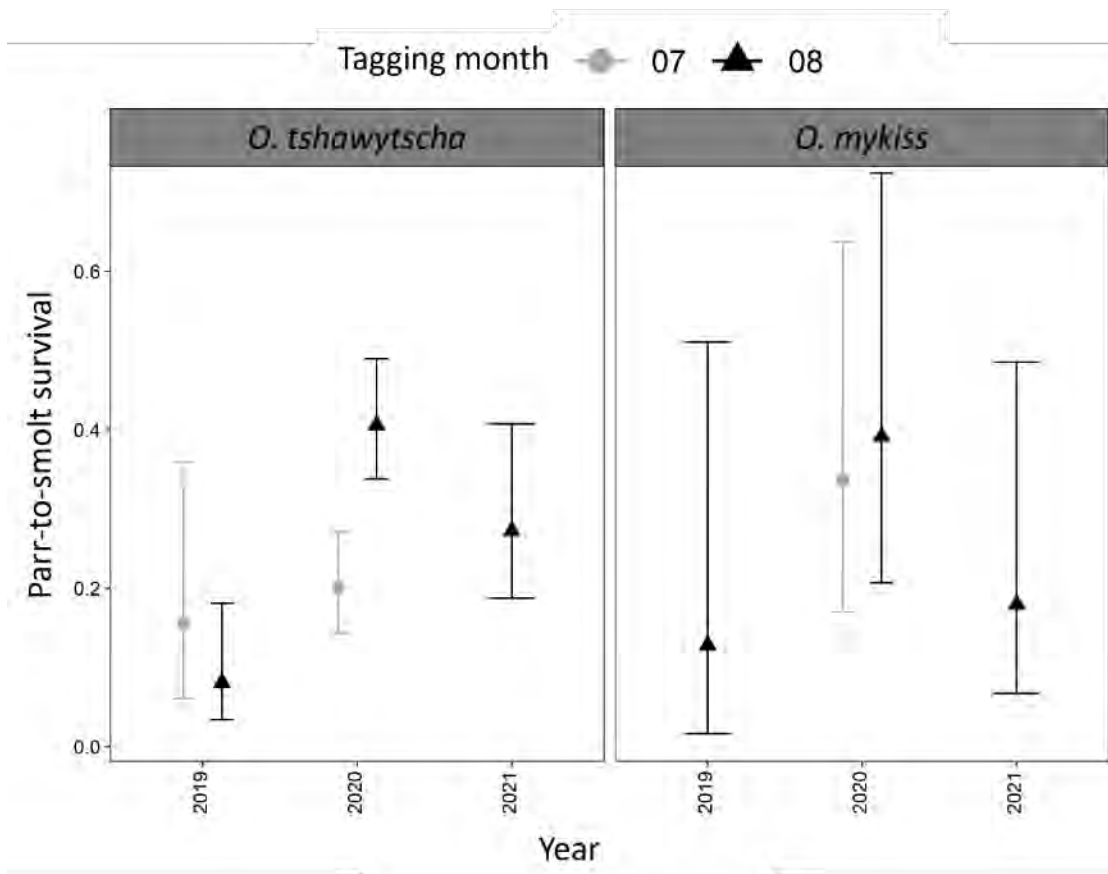 Tagging month 07 08
O. tshawytscha
O. mykiss
Parr-to-smolt survival
0.6
0.4
0.2
0.0
2019
2020
2021
2019
2020
2021
Year